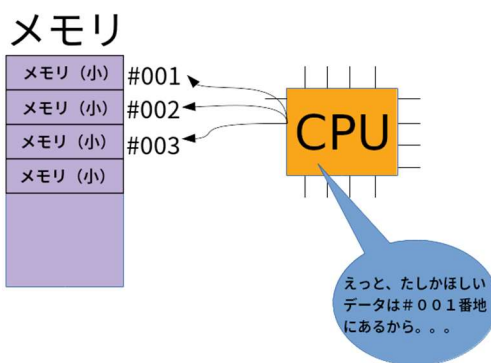 メモリ
メモリ（小）
#001
メモリ（小）
#002
メモリ（小）
#003
メモリ（小）
CPU
えっと、たしかほしい
データは＃００１番地
にあるから。。。